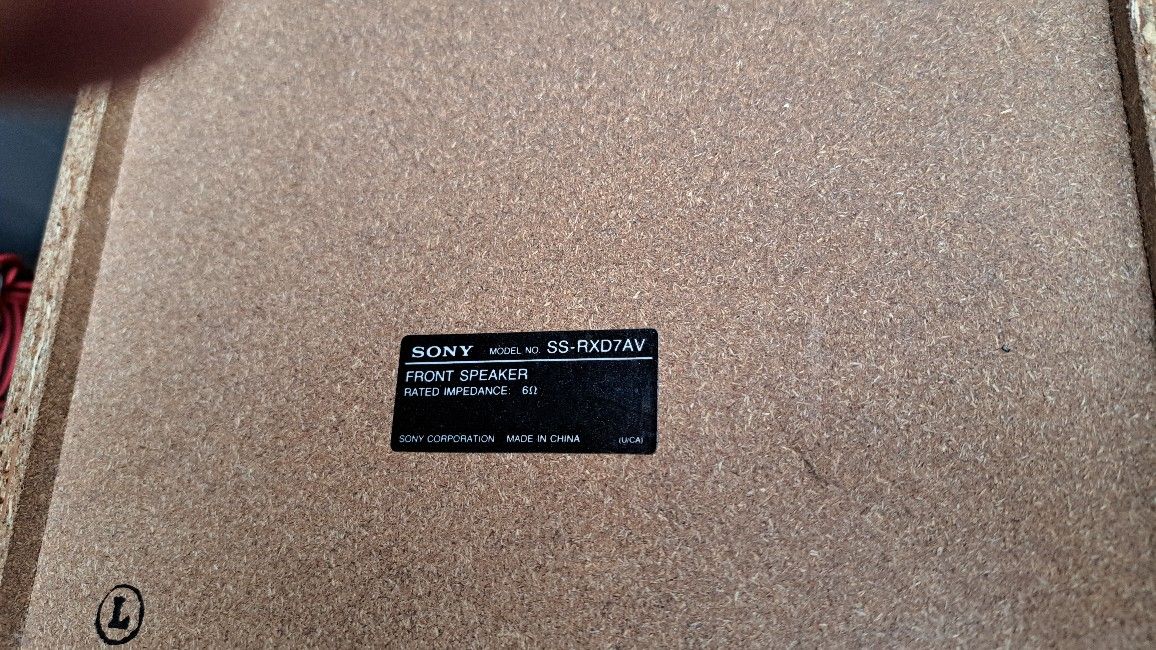 SONY MODEL NO. SS-RXD7AV
FRONT SPEAKER
RATED IMPEDANCE: 6Ω
SONY CORPORATION MADE IN CHINA (U/CA)
L